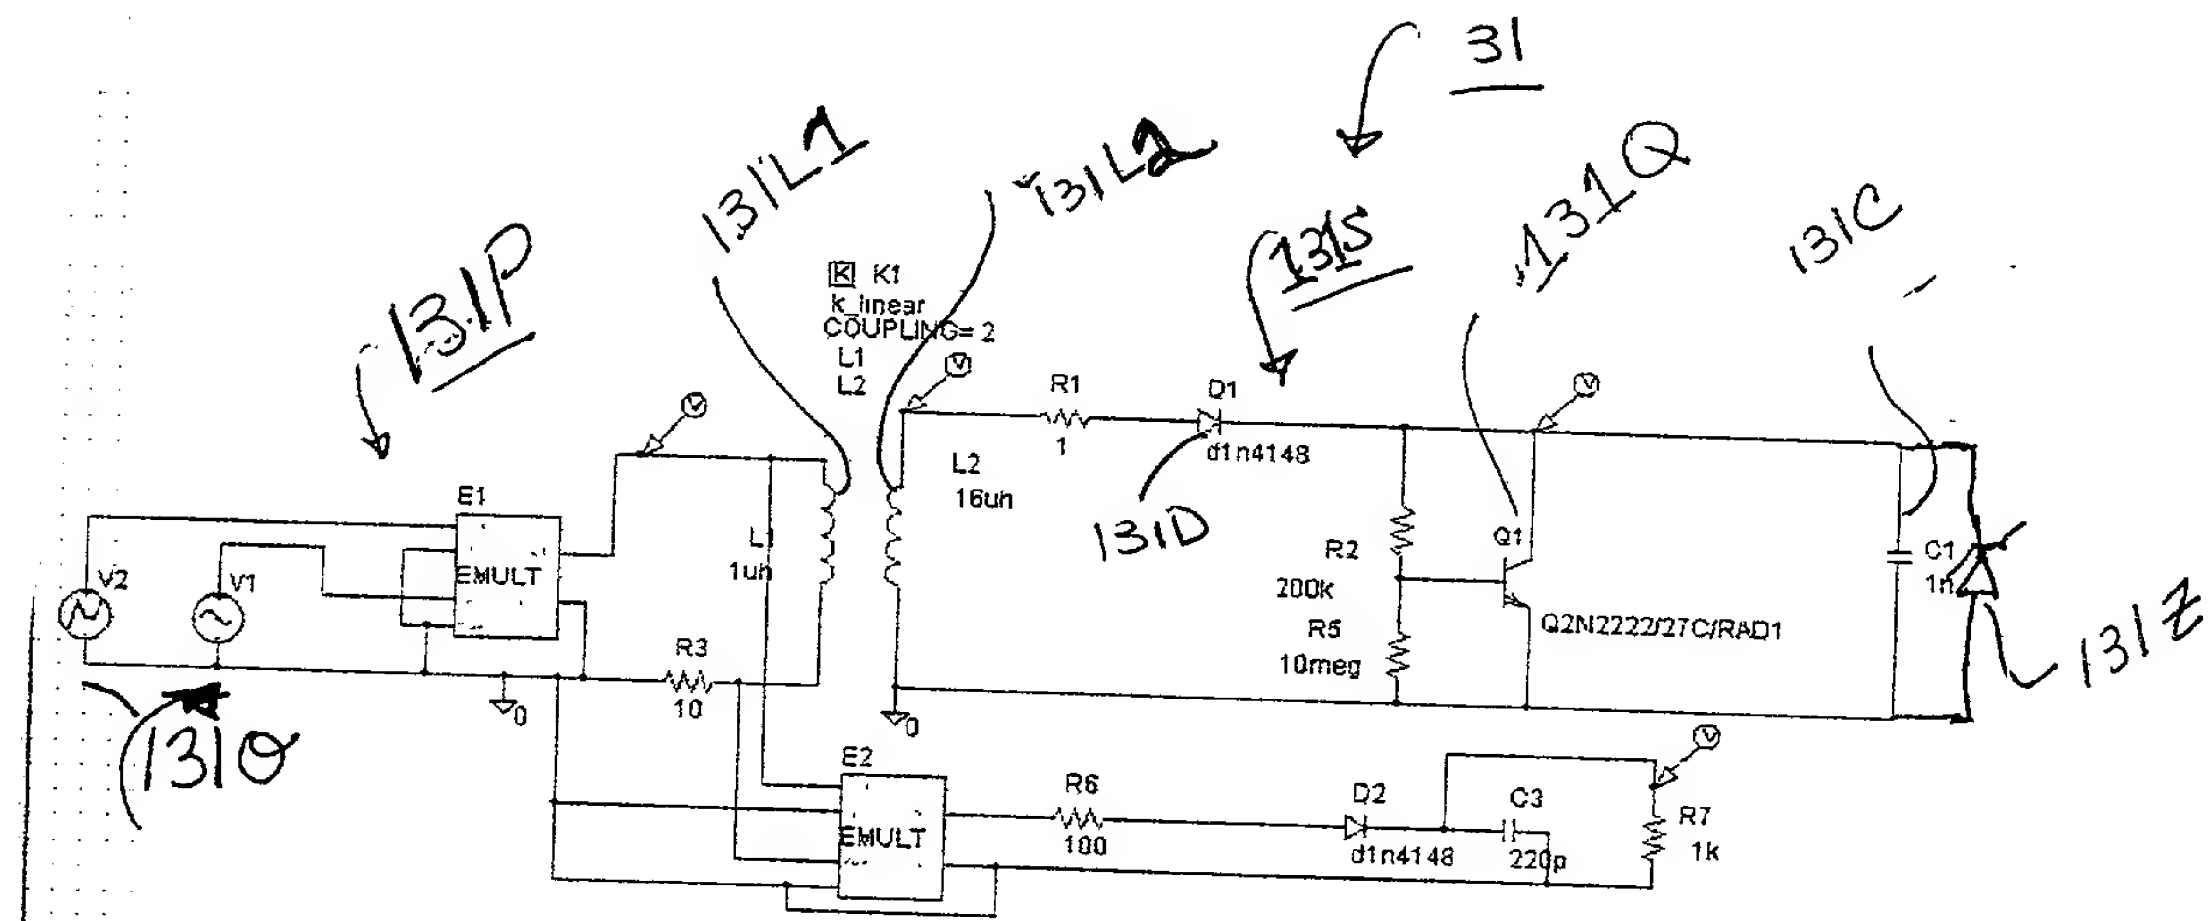 31
131L1
131L2
131S
131Q
131C
131P
K K1
k_linear
COUPLING=2
L1
L2
R1
1
D1
d1n4148
131D
L2
16uh
E1
EMULT
V2
V1
L1
1uh
R2
200k
Q1
Q2N2222/27C/RAD1
R5
10meg
C1
1n
131Z
R3
10
0
0
131O
E2
EMULT
R6
100
D2
d1n4148
C3
220p
R7
1k
V
V
V
V